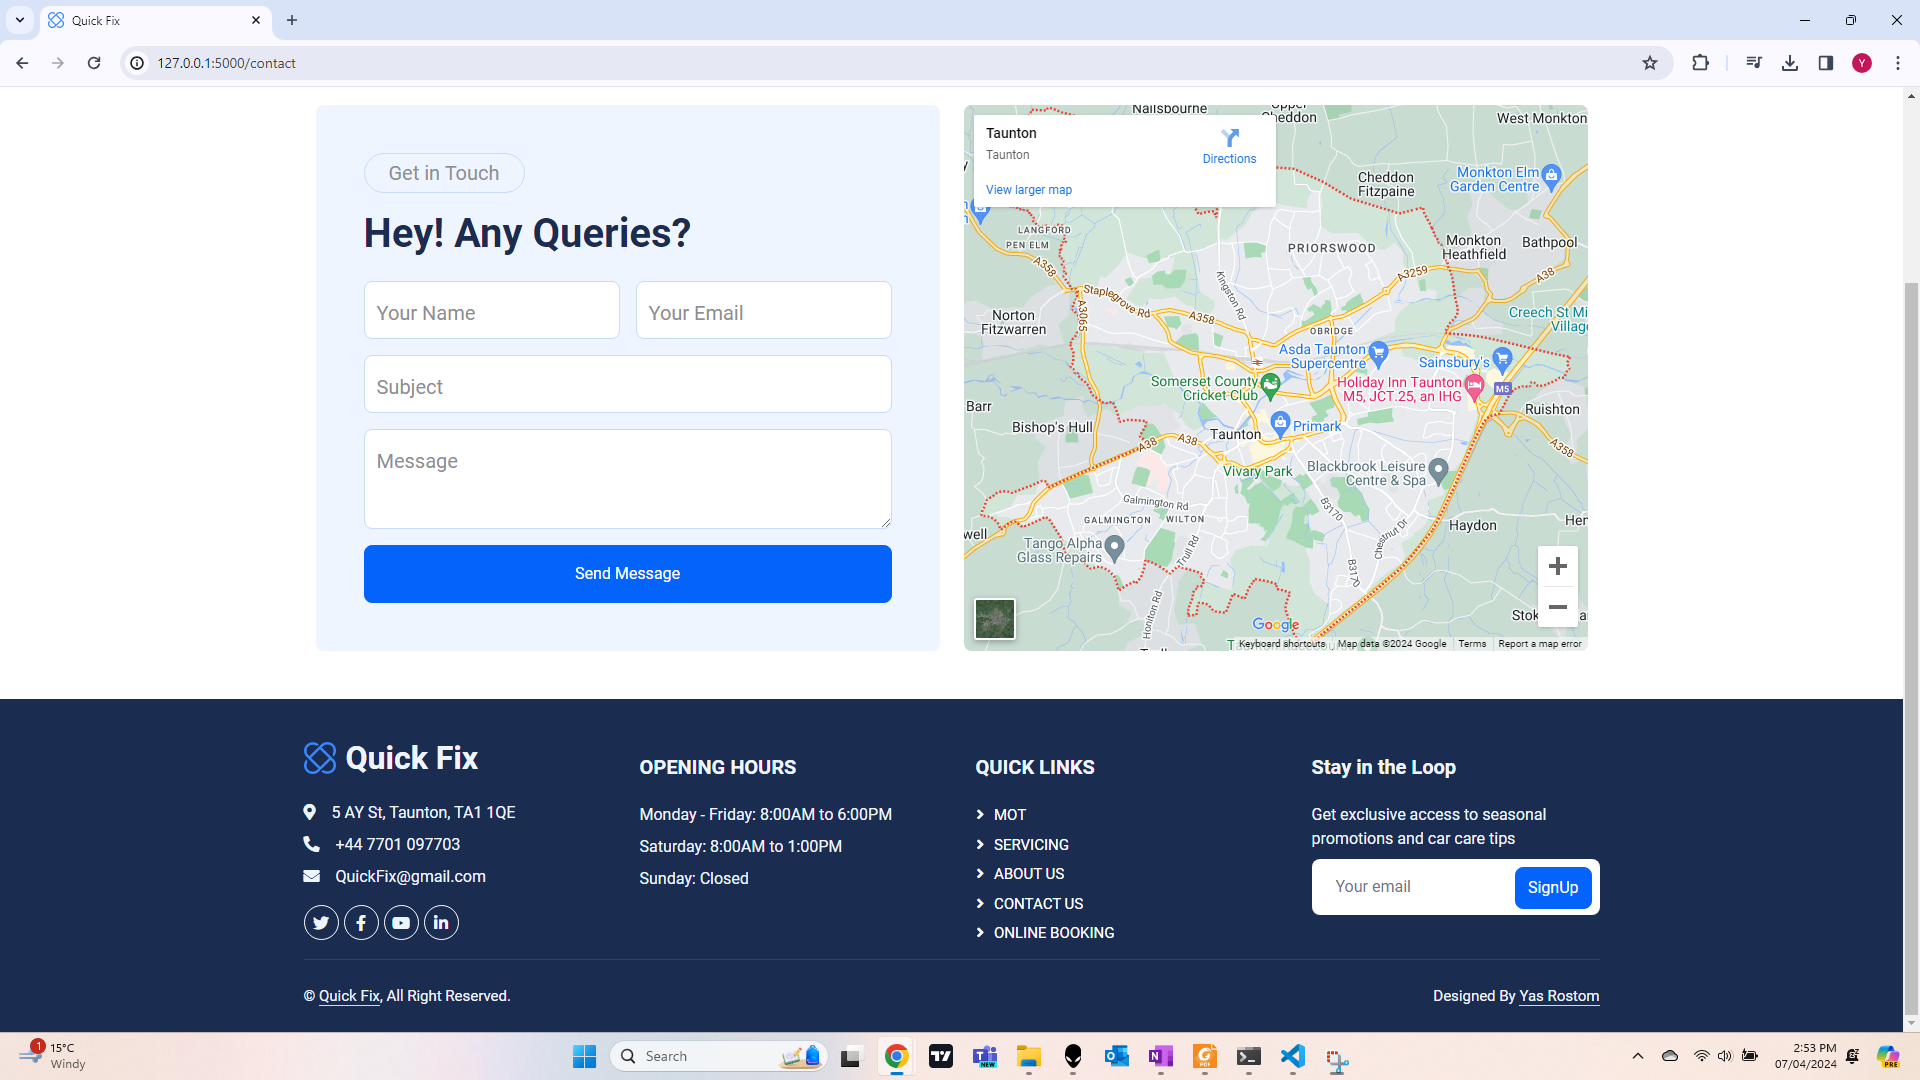 Quick Fix
127.0.0.1:5000/contact
Y
Get in Touch
Hey! Any Queries?
Your Name
Your Email
Subject
Message
Send Message
Taunton
Taunton
Directions
View larger map
Nailsbourne
Cheddon
West Monkton
Cheddon
Fitzpaine
Monkton Elm
Garden Centre
LANGFORD
PEN ELM
PRIORSWOOD
Monkton
Heathfield
Bathpool
A358
A3259
A38
Kingston Rd
Staplegrove Rd
A3065
A358
Norton
Fitzwarren
OBRIDGE
Creech St Mi
Villag
Asda Taunton
Supercentre
Sainsbury's
Somerset County
Cricket Club
Holiday Inn Taunton
M5, JCT.25, an IHG
M5
Barr
Ruishton
Bishop's Hull
Taunton
Primark
A38
A38
A358
Vivary Park
Blackbrook Leisure
Centre & Spa
Galmington Rd
B3170
GALMINGTON
WILTON
Haydon
Hen
well
Chestnut Dr
Tango Alpha
Glass Repairs
Trull Rd
B3170
Honiton Rd
Stok
Google
Keyboard shortcuts
Map data ©2024 Google
Terms
Report a map error
Quick Fix
5 AY St, Taunton, TA1 1QE
+44 7701 097703
QuickFix@gmail.com
OPENING HOURS
Monday - Friday: 8:00AM to 6:00PM
Saturday: 8:00AM to 1:00PM
Sunday: Closed
QUICK LINKS
MOT
SERVICING
ABOUT US
CONTACT US
ONLINE BOOKING
Stay in the Loop
Get exclusive access to seasonal
promotions and car care tips
Your email
SignUp
© Quick Fix, All Right Reserved.
Designed By Yas Rostom
1
15°C
Windy
Search
NEW
PRE
2:53 PM
07/04/2024